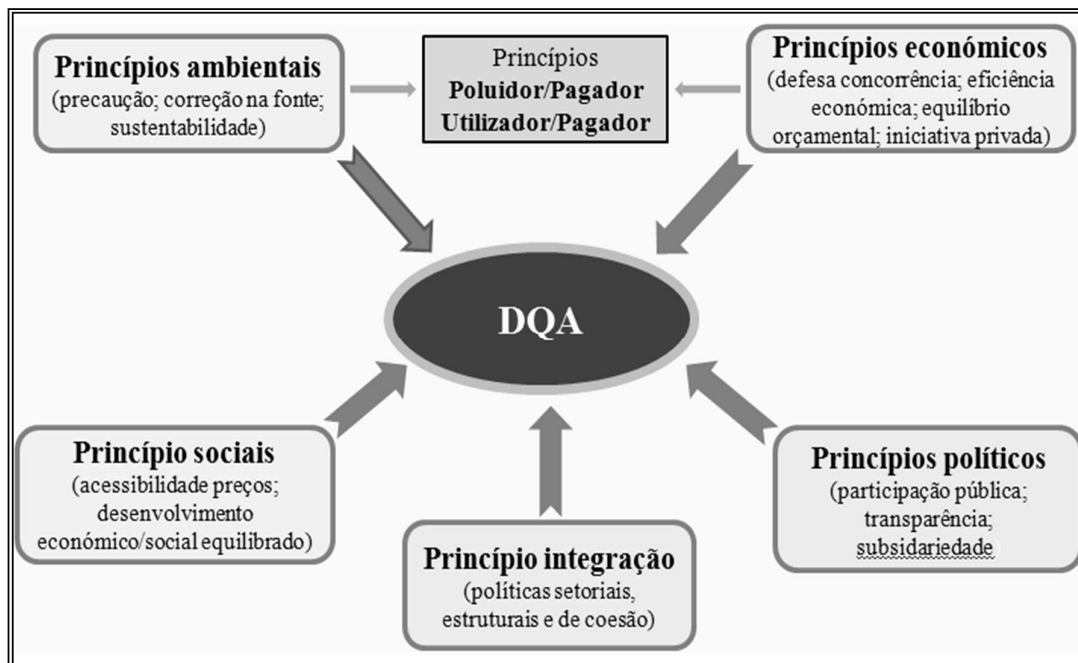 Princípios ambientais
(precaução; correção na fonte;
sustentabilidade)
Princípios
Poluidor/Pagador
Utilizador/Pagador
Princípios económicos
(defesa concorrência; eficiência
económica; equilíbrio
orçamental; iniciativa privada)
DQA
Princípio sociais
(acessibilidade preços;
desenvolvimento
económico/social equilibrado)
Princípio integração
(políticas setoriais,
estruturais e de coesão)
Princípios políticos
(participação pública;
transparência;
subsidariedade)